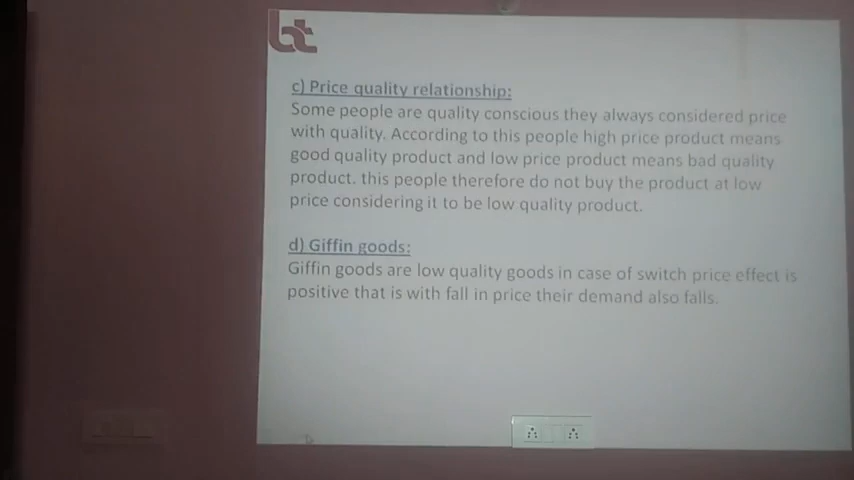 bt
c) Price quality relationship:
Some people are quality conscious they always considered price
with quality. According to this people high price product means
good quality product and low price product means bad quality
product. this people therefore do not buy the product at low
price considering it to be low quality product.
d) Giffin goods:
Giffin goods are low quality goods in case of switch price effect is
positive that is with fall in price their demand also falls.